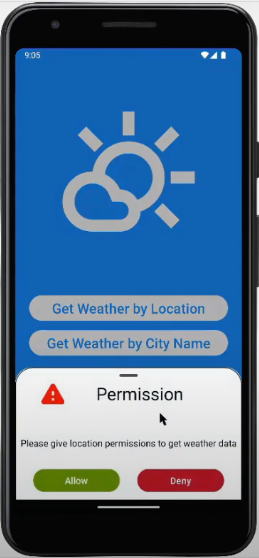 9:05
Get Weather by Location
Get Weather by City Name
Permission
Please give location permissions to get weather data
Allow
Deny